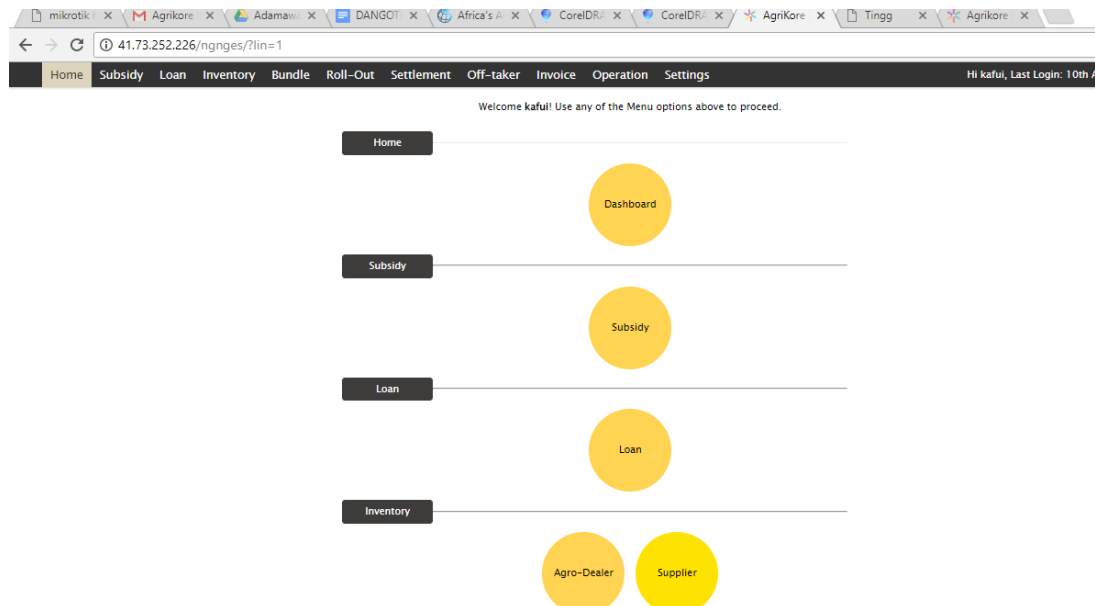 mikrotik Agrikore Adamaw DANGOT Africa's A CorelDRA CorelDRA AgriKore Tingg Agrikore
41.73.252.226/ngnges/?lin=1
Home Subsidy Loan Inventory Bundle Roll-Out Settlement Off-taker Invoice Operation Settings Hi kafui, Last Login: 10th A
Welcome kafui! Use any of the Menu options above to proceed.
Home
Dashboard
Subsidy
Subsidy
Loan
Loan
Inventory
Agro-Dealer Supplier